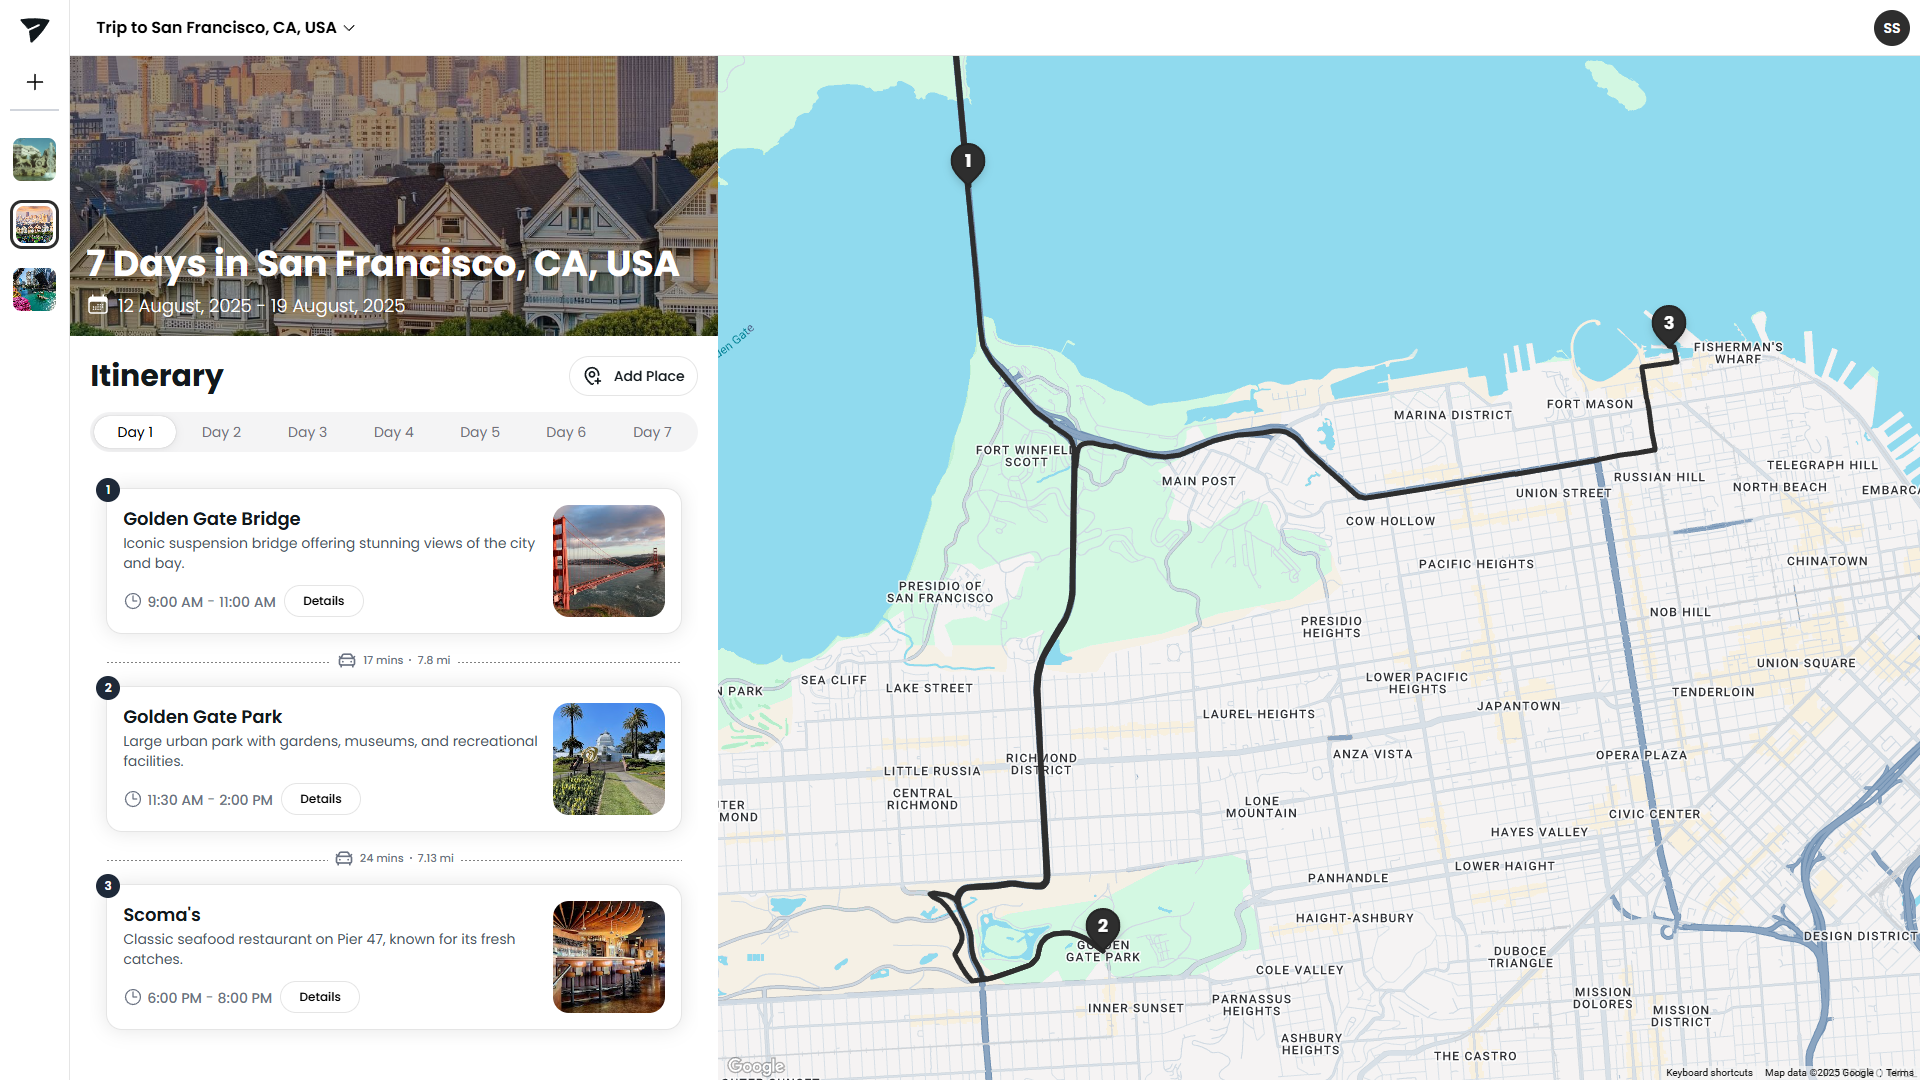 Trip to San Francisco, CA, USA
SS
7 Days in San Francisco, CA, USA
12 August, 2025 - 19 August, 2025
Itinerary
Add Place
Day 1
Day 2
Day 3
Day 4
Day 5
Day 6
Day 7
1
Golden Gate Bridge
Iconic suspension bridge offering stunning views of the city
and bay.
9:00 AM - 11:00 AM
Details
17 mins · 7.8 mi
2
Golden Gate Park
Large urban park with gardens, museums, and recreational
facilities.
11:30 AM - 2:00 PM
Details
24 mins · 7.13 mi
3
Scoma's
Classic seafood restaurant on Pier 47, known for its fresh
catches.
6:00 PM - 8:00 PM
Details
1
3
den Gate
FISHERMAN'S
WHARF
FORT MASON
MARINA DISTRICT
FORT WINFIELD
SCOTT
MAIN POST
RUSSIAN HILL
TELEGRAPH HILL
NORTH BEACH
EMBARCA
UNION STREET
COW HOLLOW
PACIFIC HEIGHTS
CHINATOWN
PRESIDIO OF
SAN FRANCISCO
NOB HILL
PRESIDIO
HEIGHTS
UNION SQUARE
SEA CLIFF
LAKE STREET
N PARK
LOWER PACIFIC
HEIGHTS
TENDERLOIN
JAPANTOWN
LAUREL HEIGHTS
ANZA VISTA
OPERA PLAZA
RICHMOND
DISTRICT
LITTLE RUSSIA
CENTRAL
RICHMOND
UTER
MOND
LONE
MOUNTAIN
CIVIC CENTER
HAYES VALLEY
LOWER HAIGHT
PANHANDLE
HAIGHT-ASHBURY
2
GOLDEN
GATE PARK
DESIGN DISTRICT
DUBOCE
TRIANGLE
COLE VALLEY
INNER SUNSET
PARNASSUS
HEIGHTS
MISSION
DOLORES
MISSION
DISTRICT
ASHBURY
HEIGHTS
THE CASTRO
Google
OUTER SUNSET
Keyboard shortcuts
Map data ©2025 Google
Terms